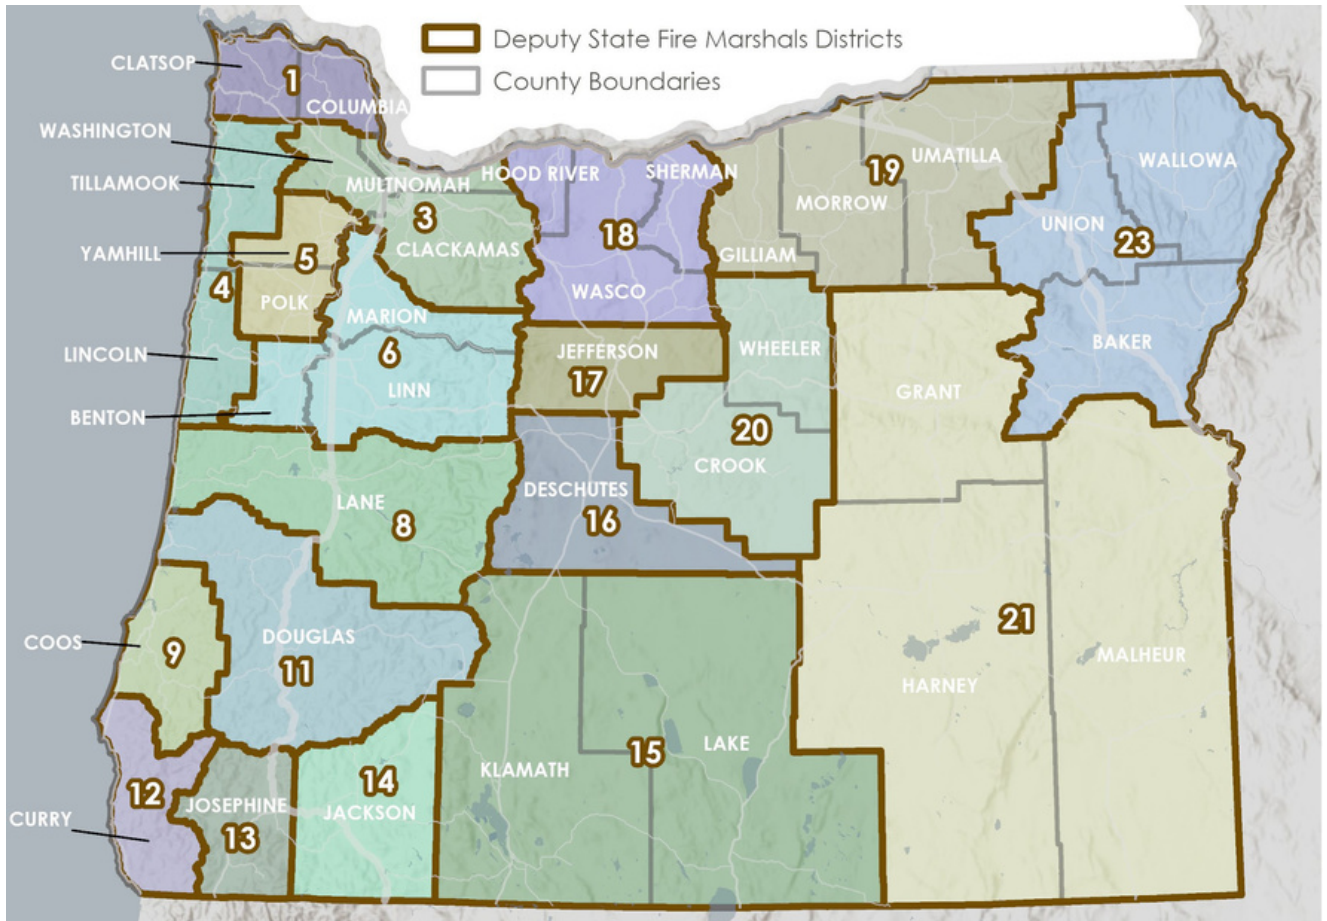 Deputy State Fire Marshals Districts
County Boundaries
CLATSOP
1
COLUMBIA
WASHINGTON
TILLAMOOK
MULTNOMAH
3
CLACKAMAS
HOOD RIVER
SHERMAN
18
WASCO
19
UMATILLA
MORROW
GILLIAM
WALLOWA
UNION
23
BAKER
YAMHILL
5
4
POLK
MARION
6
LINN
LINCOLN
BENTON
JEFFERSON
17
WHEELER
20
CROOK
GRANT
LANE
8
DESCHUTES
16
COOS
9
DOUGLAS
11
21
HARNEY
MALHEUR
KLAMATH
15
LAKE
12
CURRY
JOSEPHINE
13
14
JACKSON